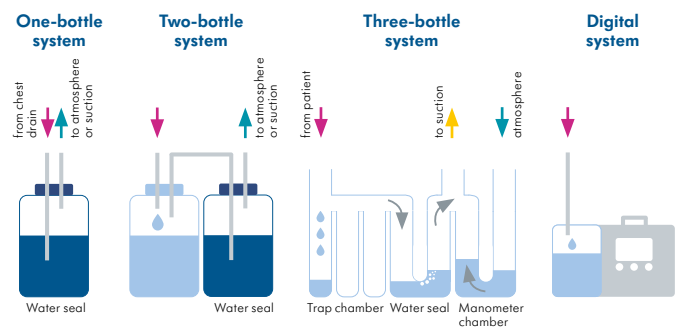 One-bottle
system
Two-bottle
system
Three-bottle
system
Digital
system
from chest
drain
to atmosphere
or suction
to atmosphere
or suction
from patient
to suction
atmosphere
Water seal
Water seal
Trap chamber
Water seal
Manometer
chamber